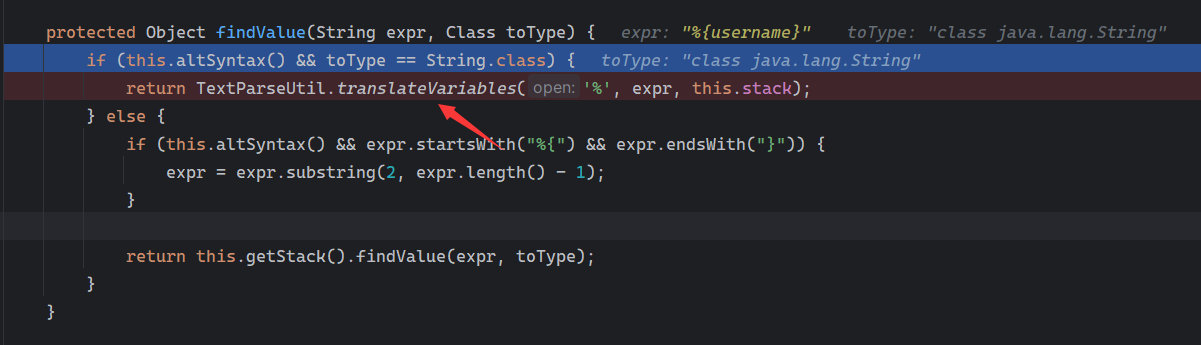 protected Object findValue(String expr, Class toType) {  expr: "%{username}"    toType: "class java.lang.String"
if (this.altSyntax() && toType == String.class) {  toType: "class java.lang.String"
return TextParseUtil.translateVariables( open: '%', expr, this.stack);
} else {
if (this.altSyntax() && expr.startsWith("%{") && expr.endsWith("}")) {
expr = expr.substring(2, expr.length() - 1);
}
return this.getStack().findValue(expr, toType);
}
}